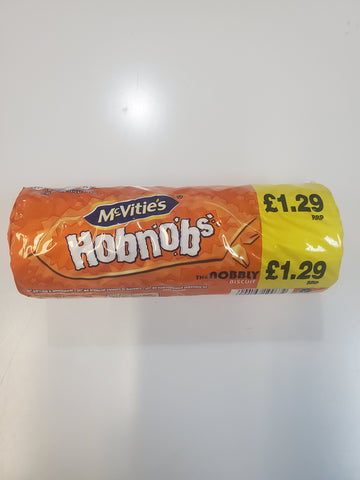 McVitie's®
Hobnobs
THE NOBBLY
BISCUIT
£1.29
RRP
£1.29
RRP